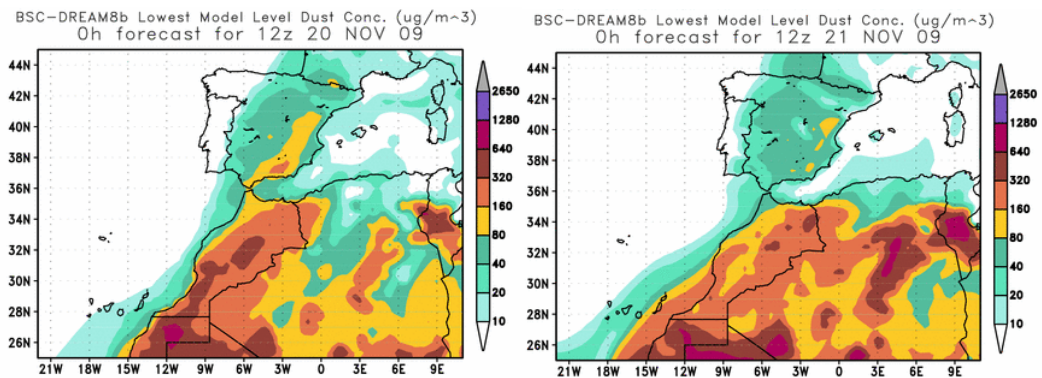 BSC-DREAM8b Lowest Model Level Dust Conc. (ug/m^3)
0h forecast for 12z 20 NOV 09
44N
42N
40N
38N
36N
34N
32N
30N
28N
26N
21W 18W 15W 12W 9W 6W 3W 0 3E 6E 9E
2650
1280
640
320
160
80
40
20
10
BSC-DREAM8b Lowest Model Level Dust Conc. (ug/m^3)
0h forecast for 12z 21 NOV 09
44N
42N
40N
38N
36N
34N
32N
30N
28N
26N
21W 18W 15W 12W 9W 6W 3W 0 3E 6E 9E
2650
1280
640
320
160
80
40
20
10